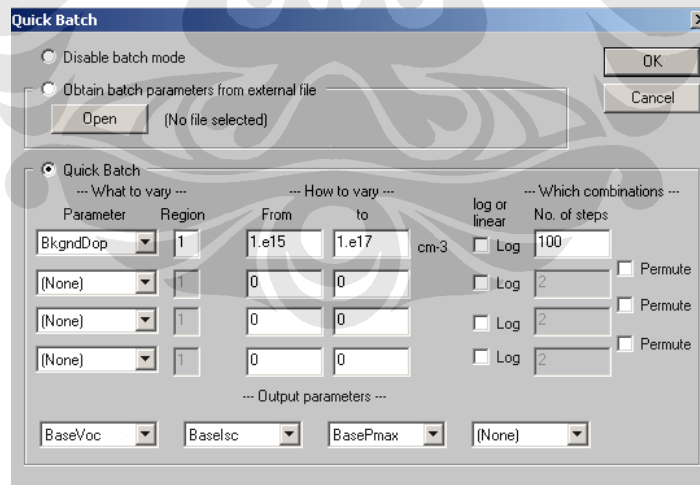 Quick Batch
Disable batch mode
OK
Obtain batch parameters from external file
Cancel
Open (No file selected)
Quick Batch
--- What to vary --- --- How to vary --- --- Which combinations ---
Parameter Region From to log or linear No. of steps
BkgndDop 1 1.e15 1.e17 cm-3 Log 100
Permute
(None) 1 0 0 Log 2
Permute
(None) 1 0 0 Log 2
Permute
(None) 1 0 0 Log 2
--- Output parameters ---
BaseVoc BaseIsc BasePmax (None)